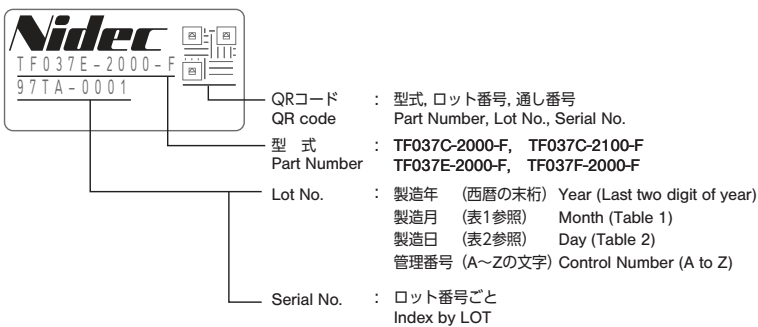 Nidec
TF037E-2000-F
97TA-0001
QRコード : 型式, ロット番号, 通し番号
QR code Part Number, Lot No., Serial No.
型 式 : TF037C-2000-F, TF037C-2100-F
Part Number TF037E-2000-F, TF037F-2000-F
Lot No. : 製造年 (西暦の末桁) Year (Last two digit of year)
製造月 (表1参照) Month (Table 1)
製造日 (表2参照) Day (Table 2)
管理番号 (A～Zの文字) Control Number (A to Z)
Serial No. : ロット番号ごと
Index by LOT